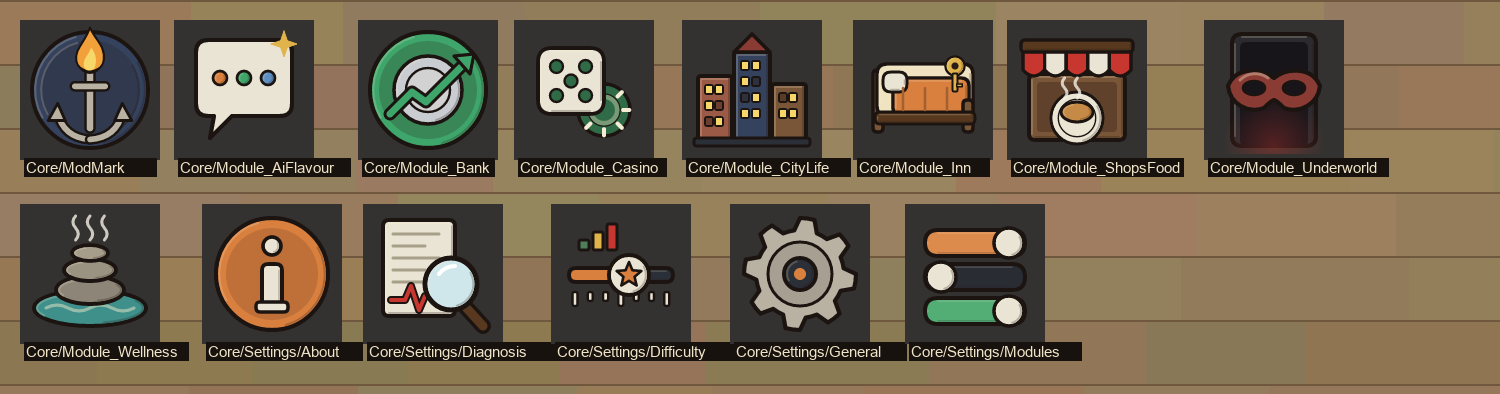 Core/ModMark
Core/Module_AiFlavour
Core/Module_Bank
Core/Module_Casino
Core/Module_CityLife
Core/Module_Inn
Core/Module_ShopsFood
Core/Module_Underworld
Core/Module_Wellness
Core/Settings/About
Core/Settings/Diagnosis
Core/Settings/Difficulty
Core/Settings/General
Core/Settings/Modules